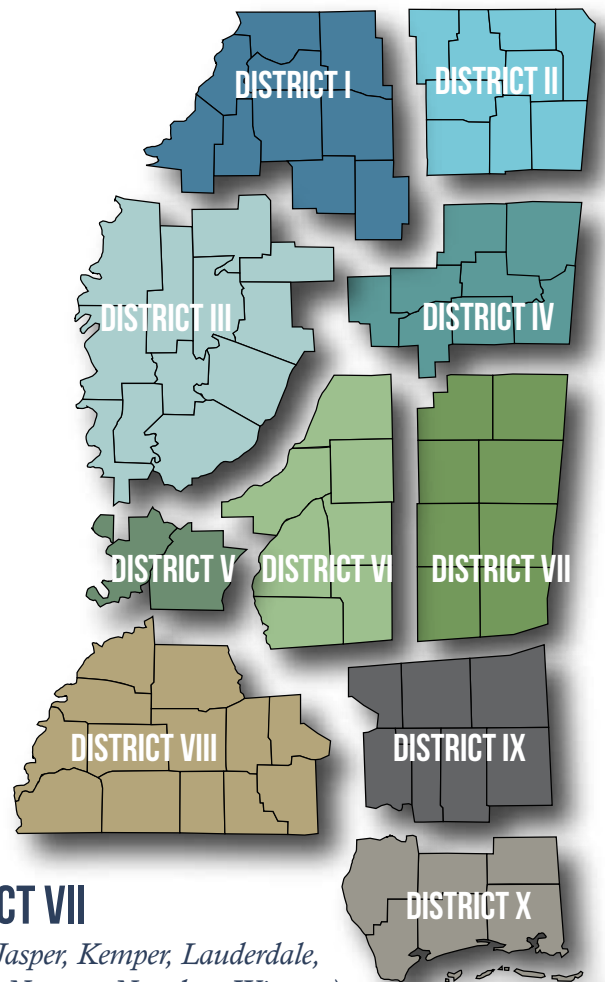 DISTRICT I
DISTRICT II
DISTRICT III
DISTRICT IV
DISTRICT V
DISTRICT VI
DISTRICT VII
DISTRICT VIII
DISTRICT IX
DISTRICT X
CT VII
Jasper, Kemper, Lauderdale,